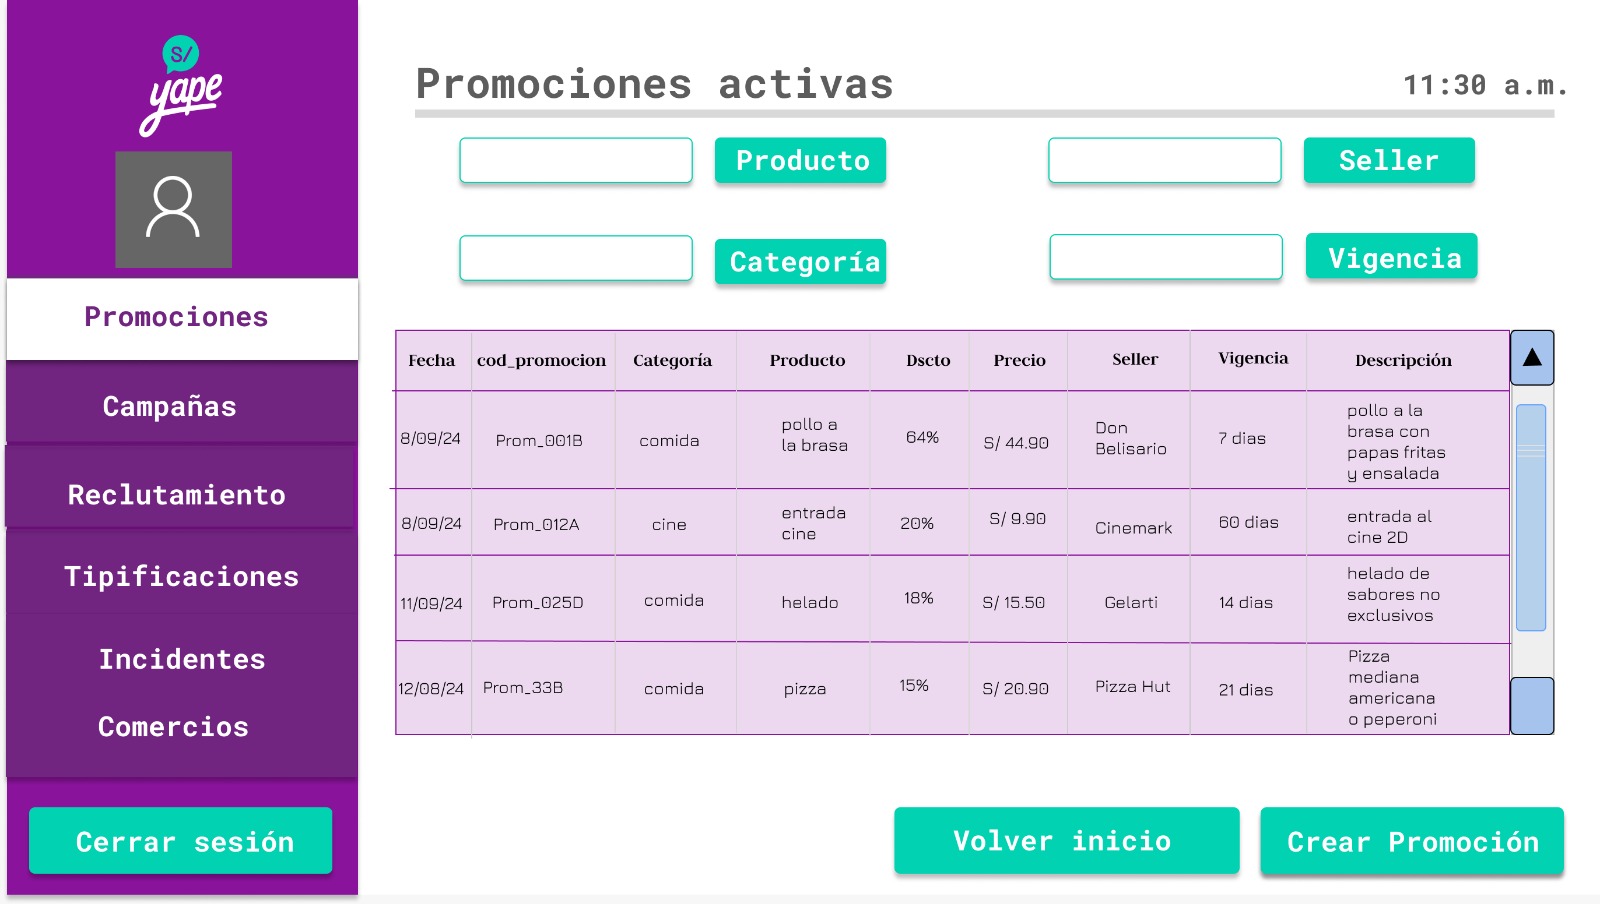 S/
yape
Promociones
Campañas
Reclutamiento
Tipificaciones
Incidentes
Comercios
Cerrar sesión
Promociones activas
11:30 a.m.
Producto
Seller
Categoría
Vigencia
Fecha cod_promocion Categoría Producto Dscto Precio Seller Vigencia Descripción
8/09/24 Prom_001B comida pollo a la brasa 64% S/ 44.90 Don Belisario 7 dias pollo a la
brasa con
papas fritas
y ensalada
8/09/24 Prom_012A cine entrada cine 20% S/ 9.90 Cinemark 60 dias entrada al
cine 2D
11/09/24 Prom_025D comida helado 18% S/ 15.50 Gelarti 14 dias helado de
sabores no
exclusivos
12/08/24 Prom_33B comida pizza 15% S/ 20.90 Pizza Hut 21 dias Pizza
mediana
americana
o peperoni
Volver inicio
Crear Promoción